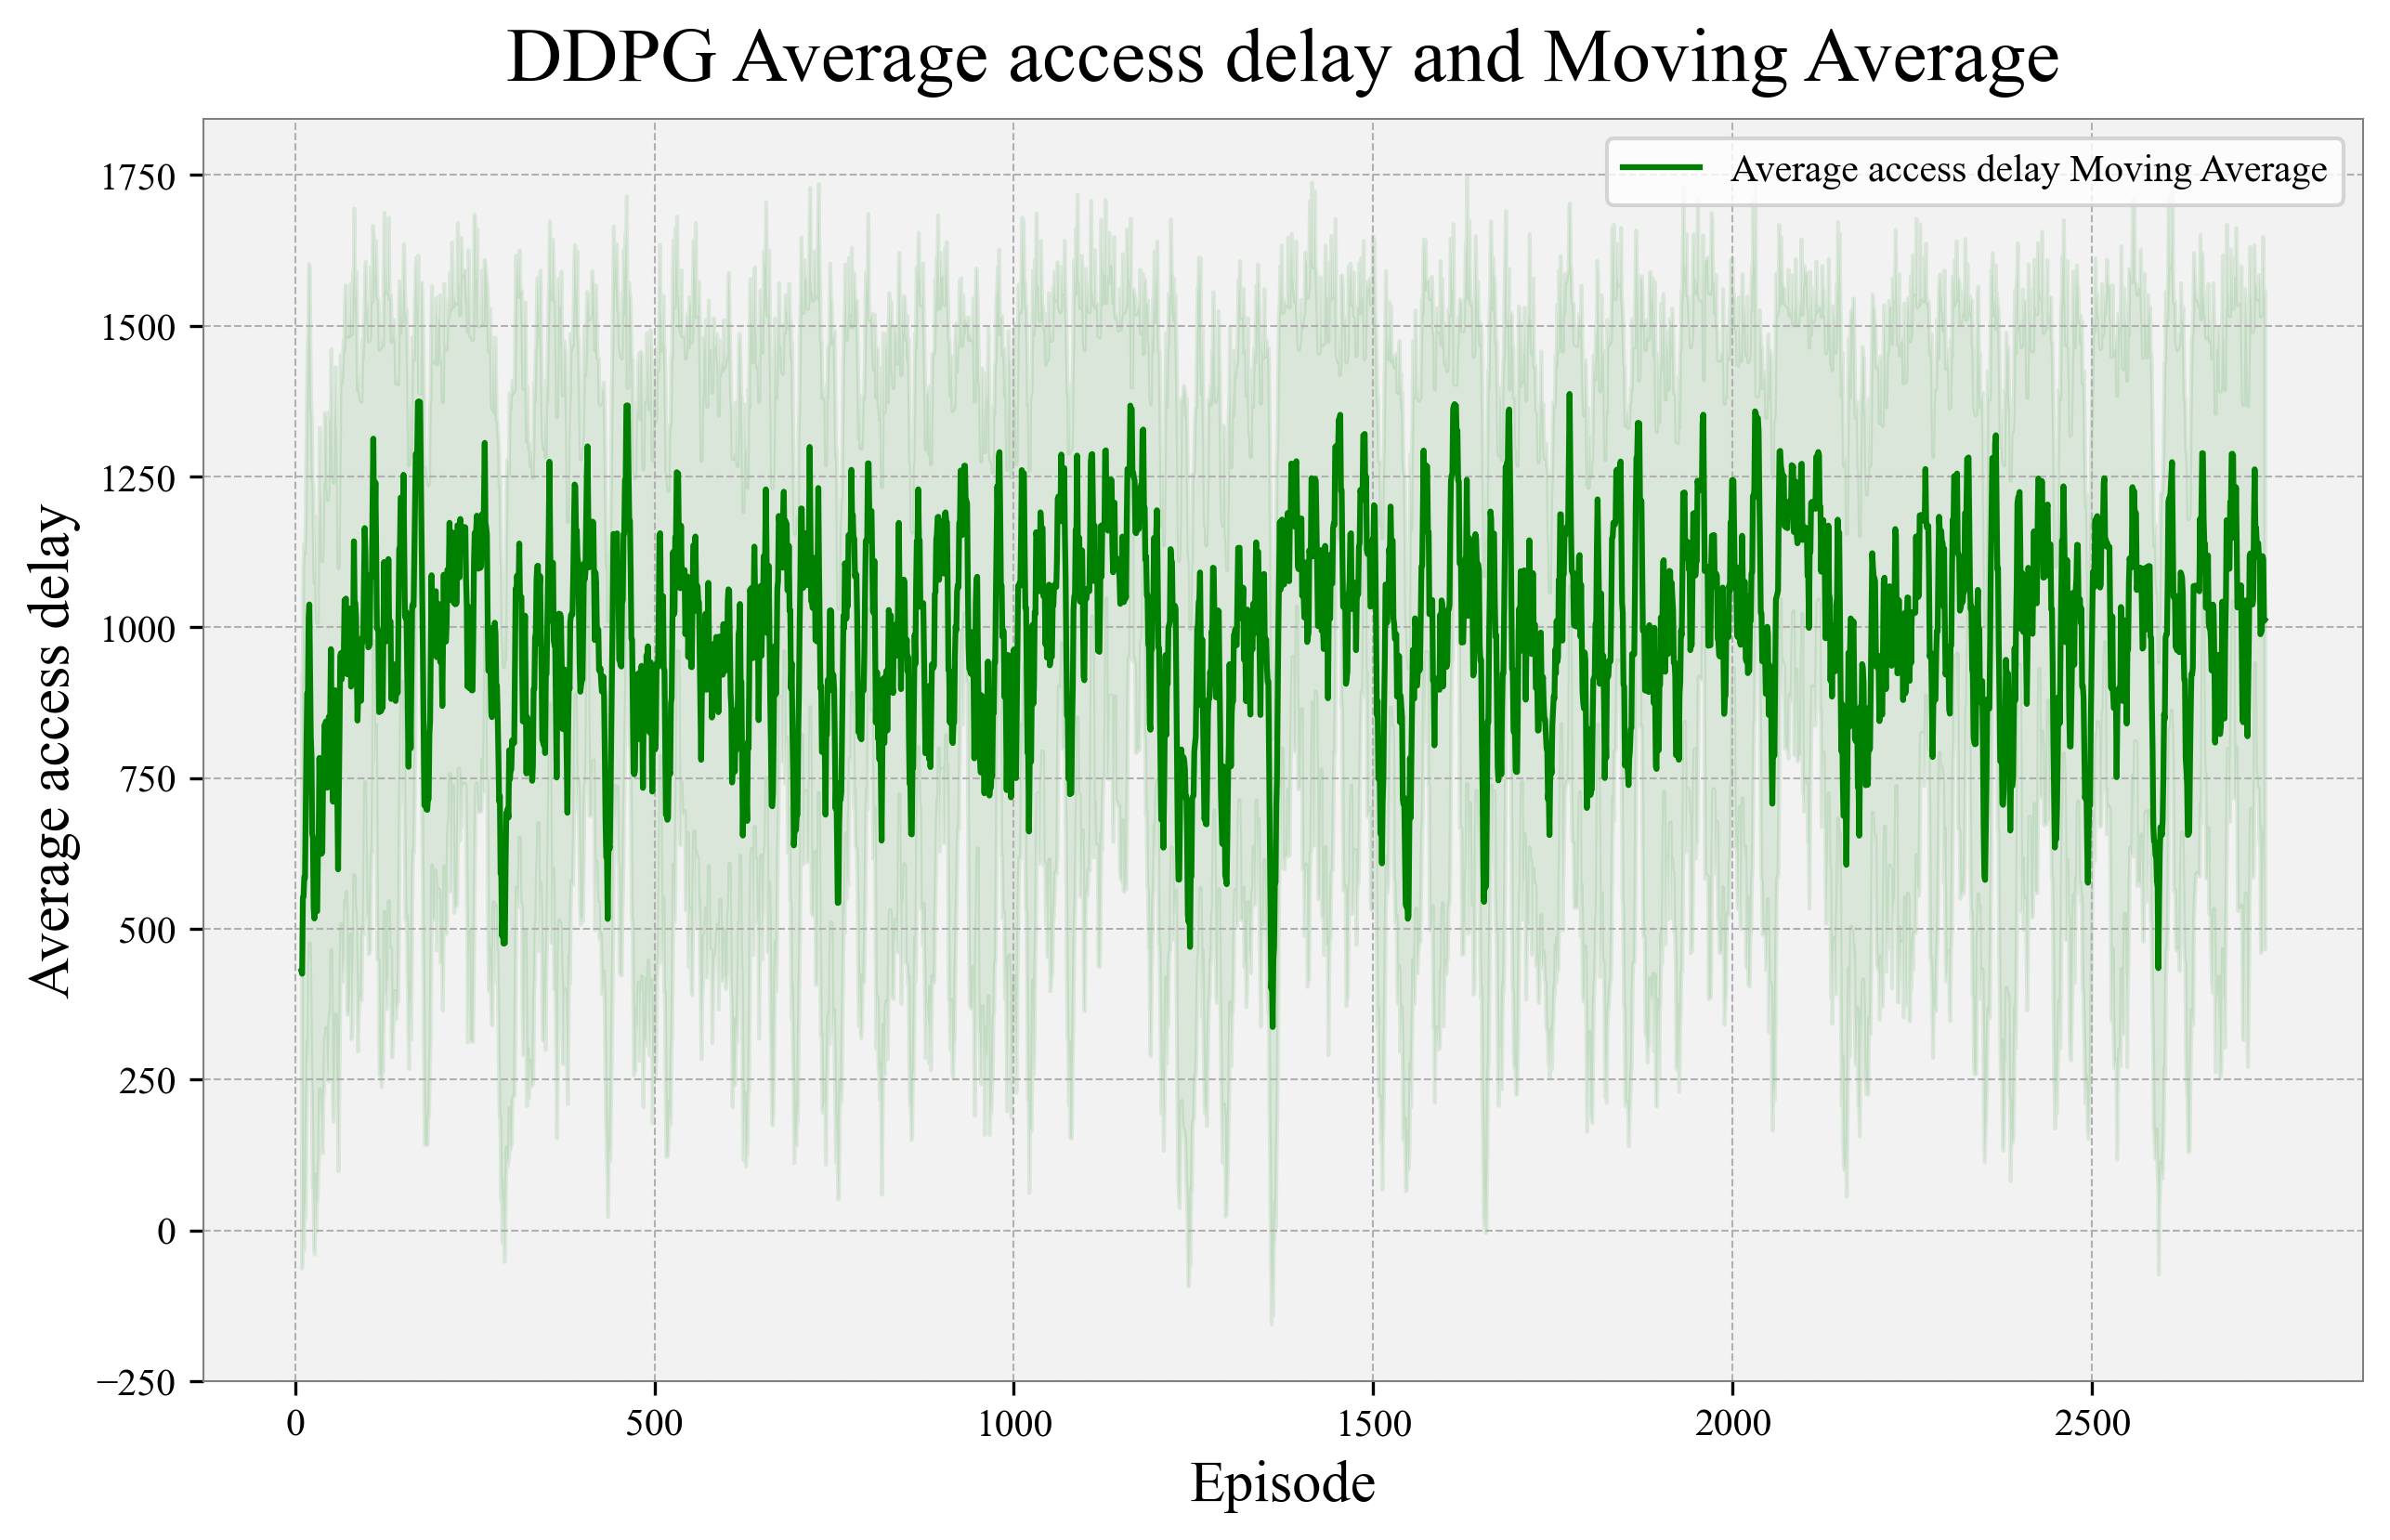 DDPG Average access delay and Moving Average
Average access delay Moving Average
Average access delay
1750
1500
1250
1000
750
500
250
0
−250
0 500 1000 1500 2000 2500
Episode